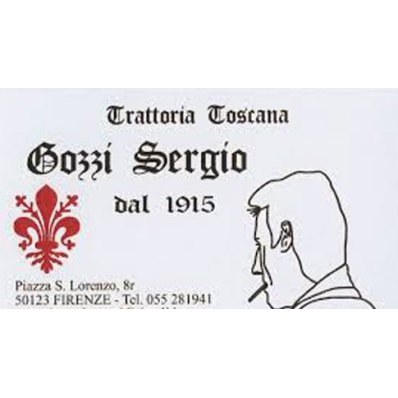 Trattoria Toscana
Gozzi Sergio
dal 1915
Piazza S. Lorenzo, 8r
50123 FIRENZE - Tel. 055 281941